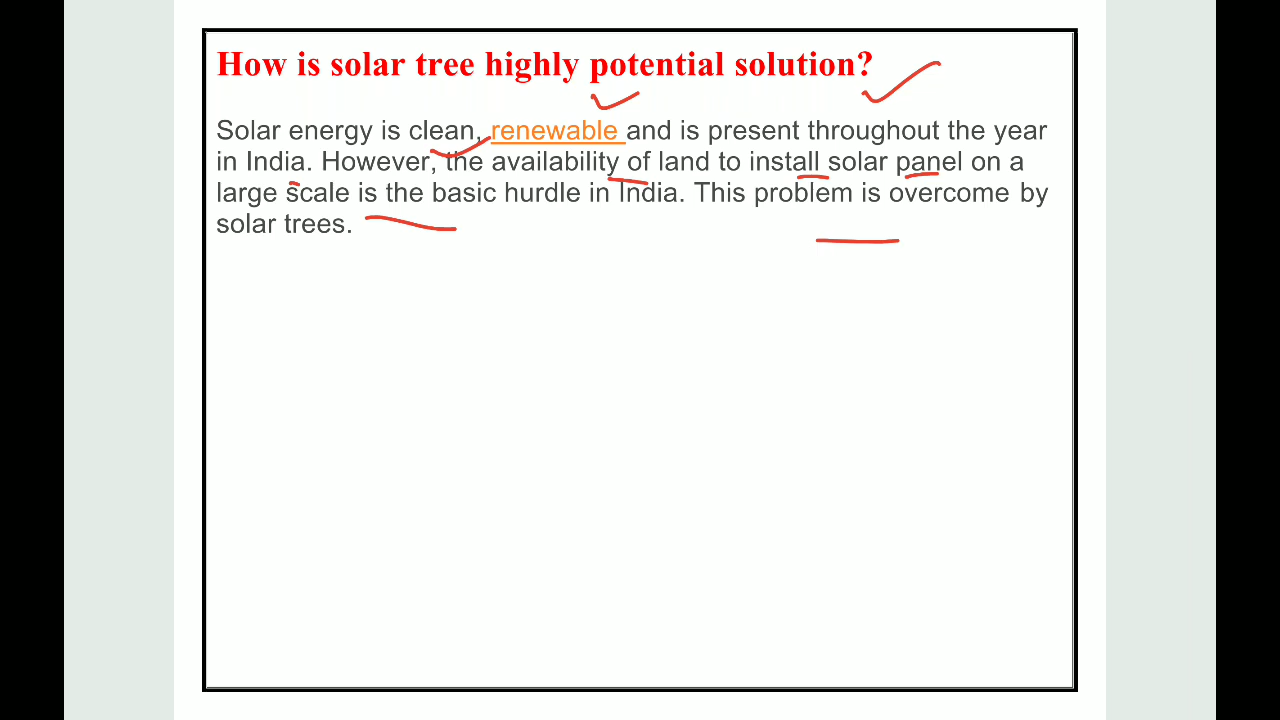 How is solar tree highly potential solution?
Solar energy is clean, renewable and is present throughout the year
in India. However, the availability of land to install solar panel on a
large scale is the basic hurdle in India. This problem is overcome by
solar trees.